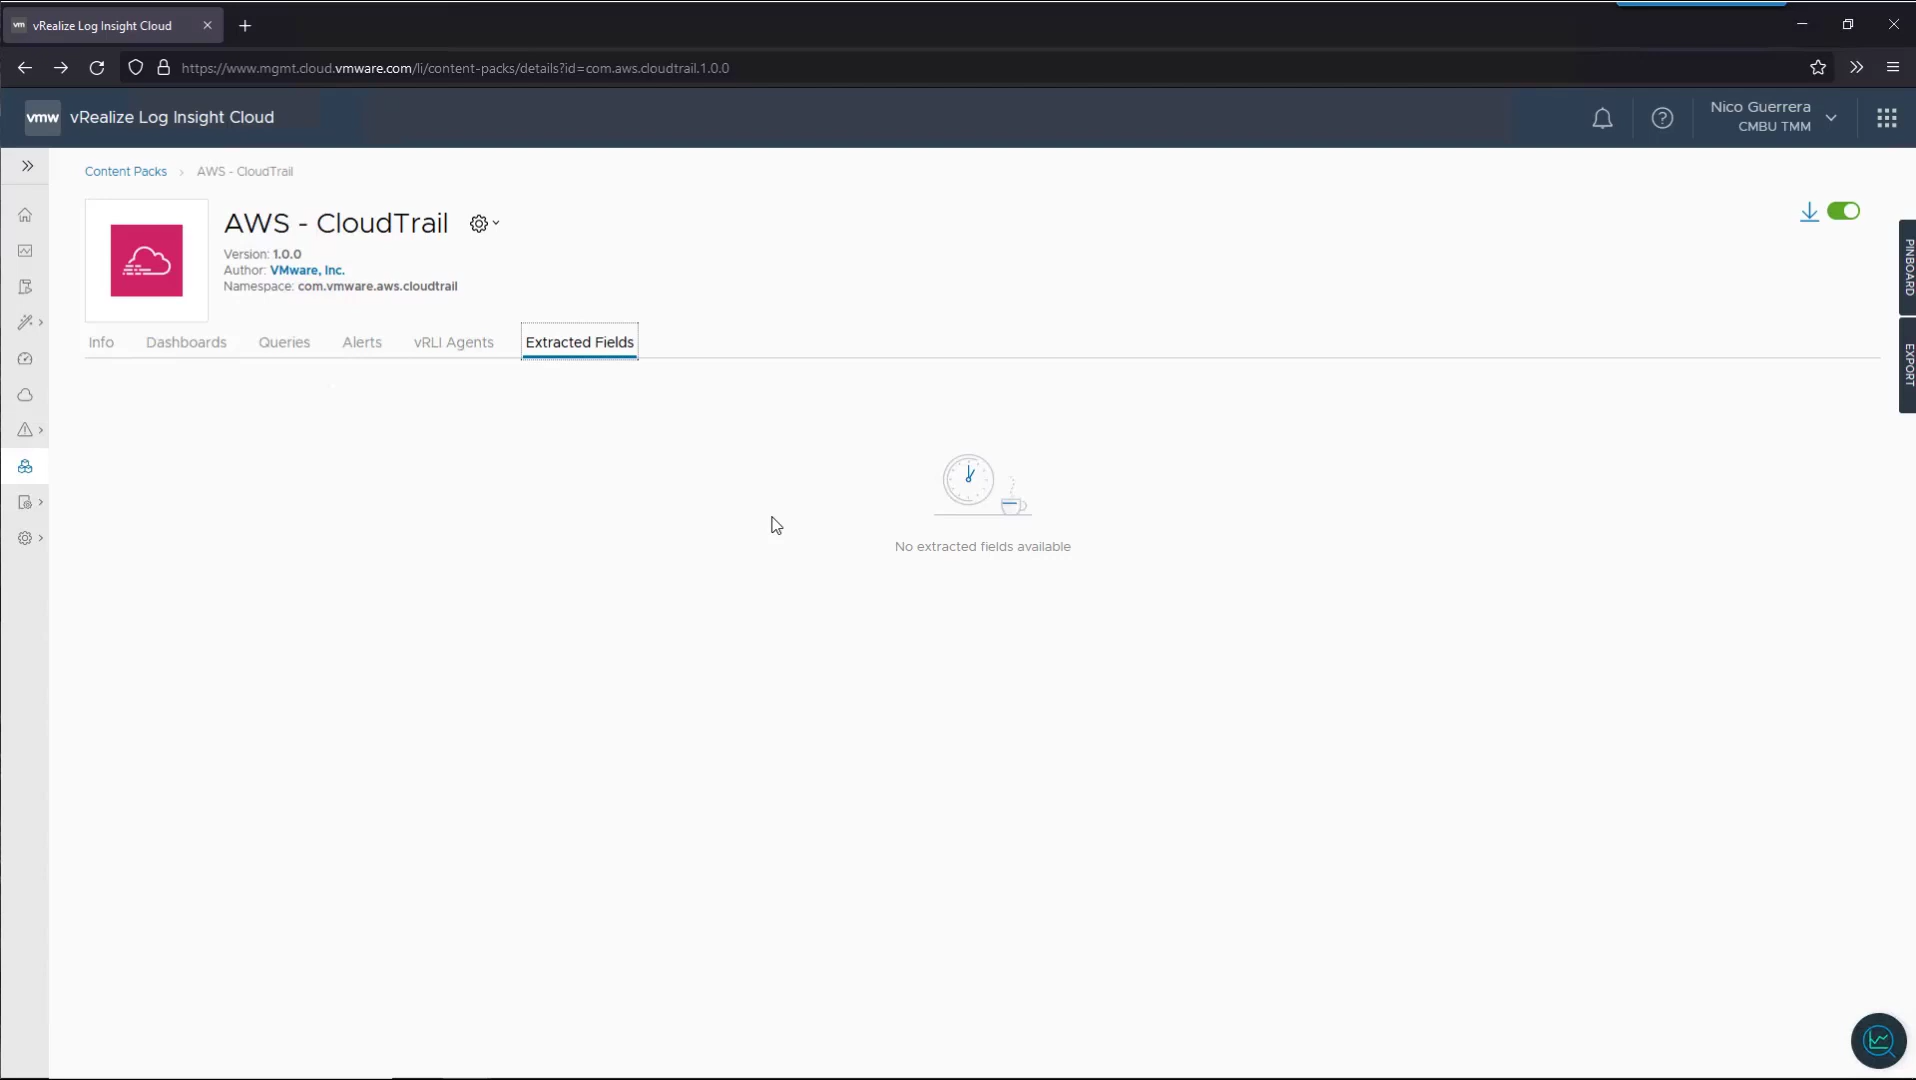 vm vRealize Log Insight Cloud
https://www.mgmt.cloud.vmware.com/li/content-packs/details?id=com.aws.cloudtrail.1.0.0
vmw vRealize Log Insight Cloud
Nico Guerrera
CMBU TMM
Content Packs > AWS - CloudTrail
AWS - CloudTrail
Version: 1.0.0
Author: VMware, Inc.
Namespace: com.vmware.aws.cloudtrail
PINBOARD
Info Dashboards Queries Alerts vRLI Agents Extracted Fields
EXPORT
No extracted fields available